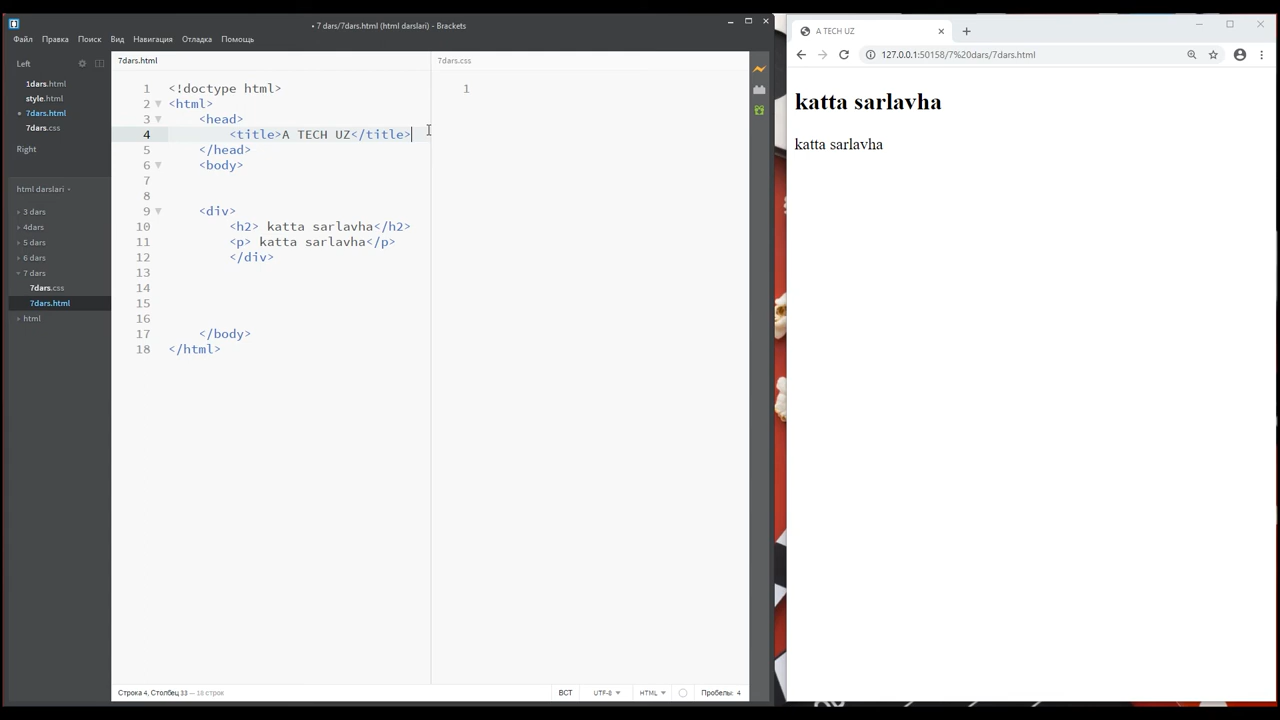 7 dars/7dars.html (html darslari) - Brackets
Файл Правка Поиск Вид Навигация Отладка Помощь
Left
1dars.html
style.html
7dars.html
7dars.css
Right
html darslari
3 dars
4dars
5 dars
6 dars
7 dars
7dars.css
7dars.html
html
7dars.html
1 <!doctype html>
2 <html>
3 <head>
4 <title>A TECH UZ</title>
5 </head>
6 <body>
7
8
9 <div>
10 <h2> katta sarlavha</h2>
11 <p> katta sarlavha</p>
12 </div>
13
14
15
16
17 </body>
18 </html>
7dars.css
1
Строка 4, Столбец 33 — 18 строк
ВСТ UTF-8 HTML Пробелы: 4
A TECH UZ
127.0.0.1:50158/7%20dars/7dars.html
katta sarlavha
katta sarlavha